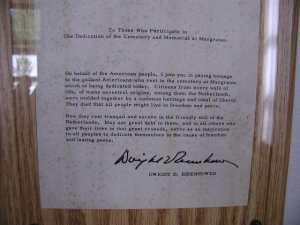 To Those Who Participate in
The Dedication of the Cemetery and Memorial at Margraten:
On behalf of the American people, I join you in paying homage
to the gallant Americans who rest in the cemetery at Margraten
which is being dedicated today. Citizens from every walk of
life, of many ancestral origins, among them the Netherlands,
were molded together by a common heritage and ideal of liberty.
They died that all people might live in freedom and peace.
Now they rest tranquil and secure in the friendly soil of the
Netherlands. May our great debt to them, and to all others who
gave their lives in that great crusade, serve as an inspiration
to all peoples to dedicate themselves to the cause of freedom
and lasting peace.
Dwight D Eisenhower
DWIGHT D. EISENHOWER